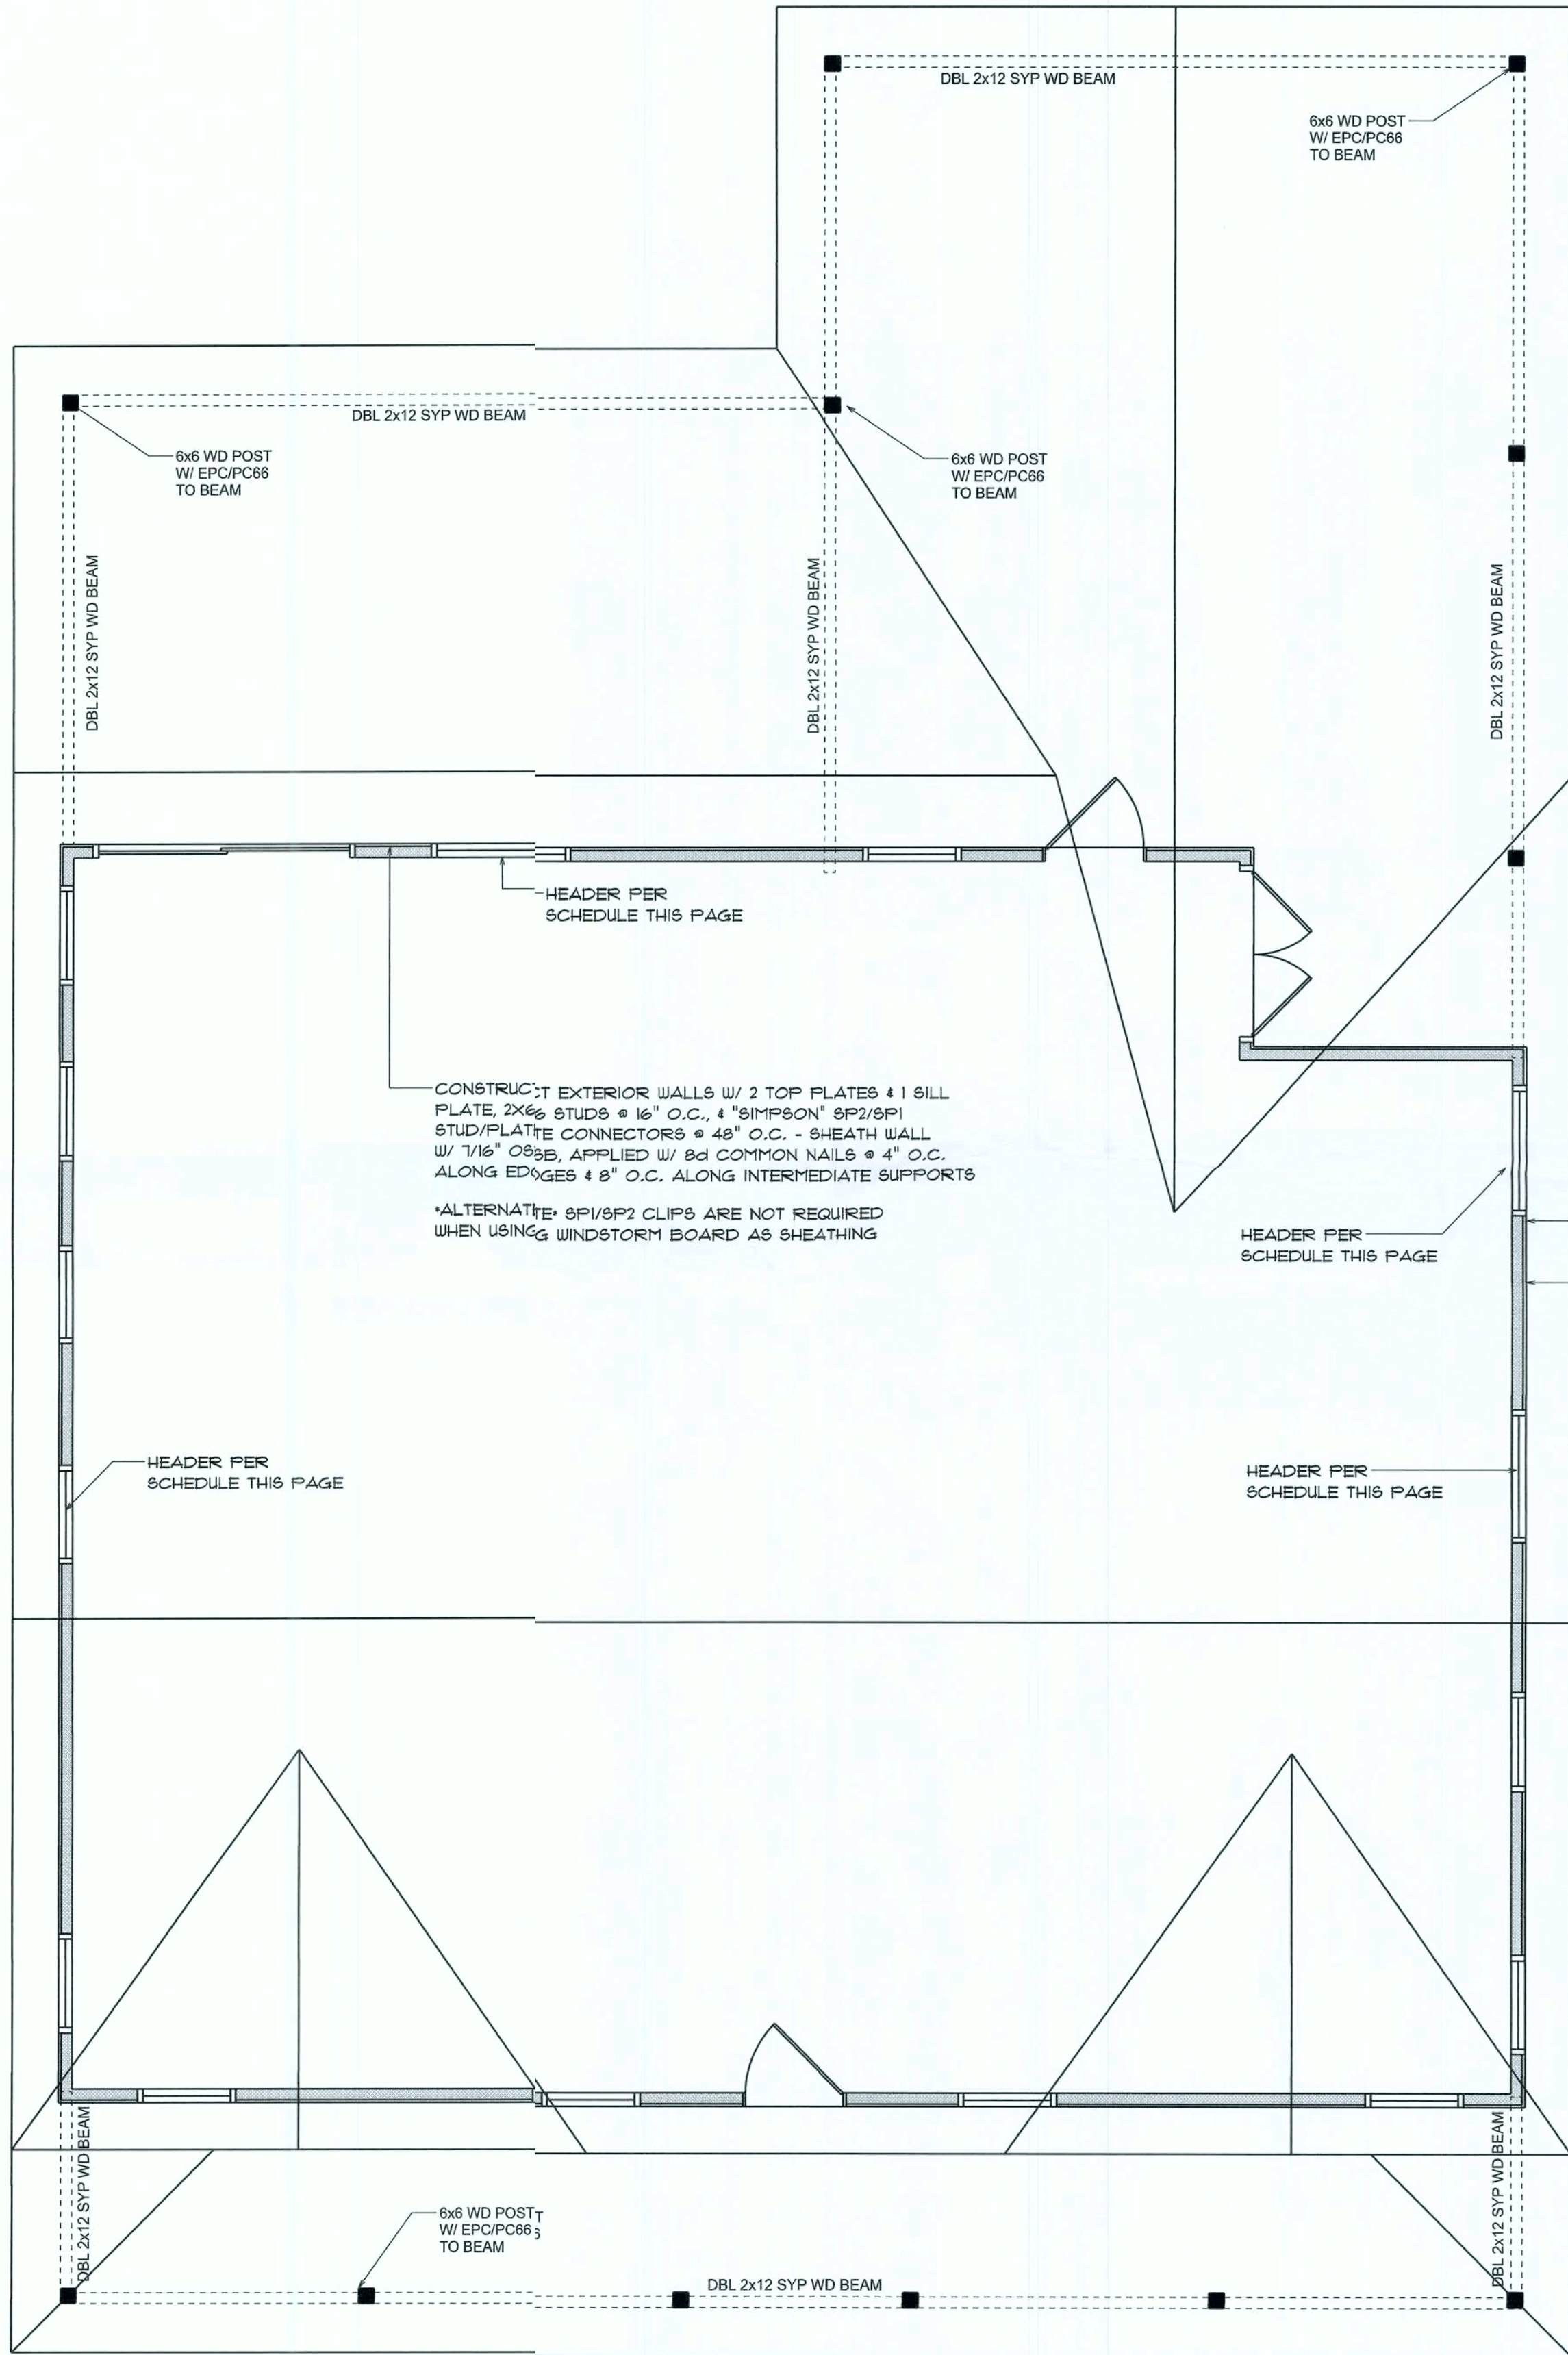 DBL 2x12 SYP WD BEAM
6x6 WD POST
W/ EPC/PC66
TO BEAM
DBL 2x12 SYP WD BEAM
6x6 WD POST
W/ EPC/PC66
TO BEAM
6x6 WD POST
W/ EPC/PC66
TO BEAM
DBL 2x12 SYP WD BEAM
DBL 2x12 SYP WD BEAM
DBL 2x12 SYP WD BEAM
HEADER PER
SCHEDULE THIS PAGE
CONSTRUCT EXTERIOR WALLS W/ 2 TOP PLATES & 1 SILL
PLATE, 2X6 STUDS @ 16" O.C., & "SIMPSON" SP2/SP1
STUD/PLATE CONNECTORS @ 48" O.C. - SHEATH WALL
W/ 7/16" OSB, APPLIED W/ 8d COMMON NAILS @ 4" O.C.
ALONG EDGES & 8" O.C. ALONG INTERMEDIATE SUPPORTS
*ALTERNATE* SP1/SP2 CLIPS ARE NOT REQUIRED
WHEN USING WINDSTORM BOARD AS SHEATHING
HEADER PER
SCHEDULE THIS PAGE
HEADER PER
SCHEDULE THIS PAGE
HEADER PER
SCHEDULE THIS PAGE
DBL 2x12 SYP WD BEAM
DBL 2x12 SYP WD BEAM
6x6 WD POST
W/ EPC/PC66
TO BEAM
DBL 2x12 SYP WD BEAM